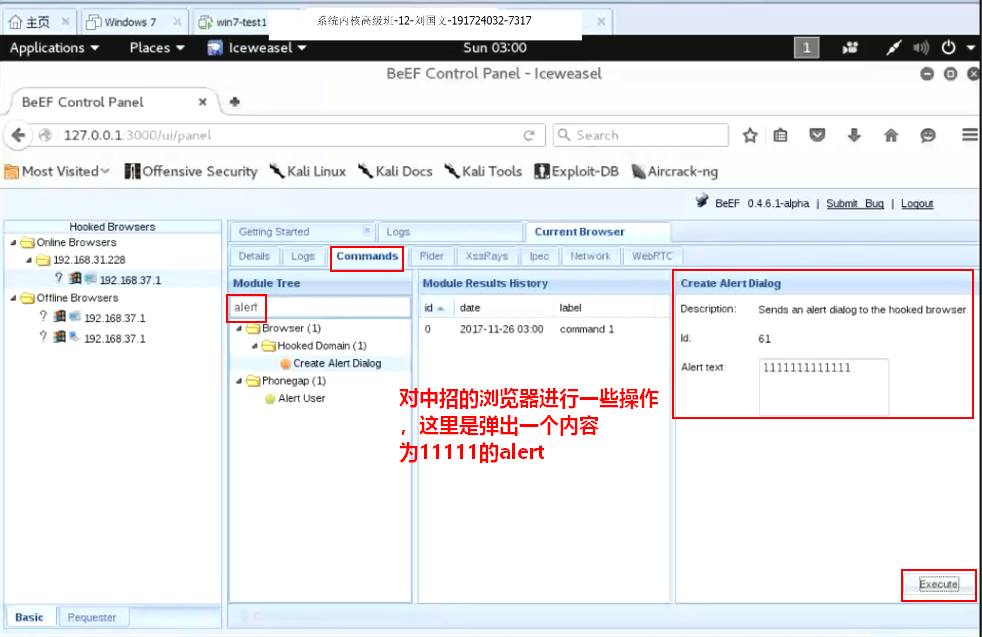 主页
Windows 7
win7-test1
系统内核高级班-12-刘国文-191724032-7317
Applications
Places
Iceweasel
Sun 03:00
1
BeEF Control Panel - Iceweasel
BeEF Control Panel
127.0.0.1:3000/ui/panel
Search
Most Visited
Offensive Security
Kali Linux
Kali Docs
Kali Tools
Exploit-DB
Aircrack-ng
BeEF 0.4.6.1-alpha | Submit Bug | Logout
Hooked Browsers
Online Browsers
192.168.31.228
? 192.168.37.1
Offline Browsers
? 192.168.37.1
? 192.168.37.1
Basic
Requester
Getting Started
Logs
Current Browser
Details
Logs
Commands
Rider
XssRays
Ipec
Network
WebRTC
Module Tree
alert
Browser (1)
Hooked Domain (1)
Create Alert Dialog
Phonegap (1)
Alert User
Module Results History
id date label
0 2017-11-26 03:00 command 1
对中招的浏览器进行一些操作
，这里是弹出一个内容
为11111的alert
Create Alert Dialog
Description: Sends an alert dialog to the hooked browser.
Id: 61
Alert text: 1111111111111
Execute